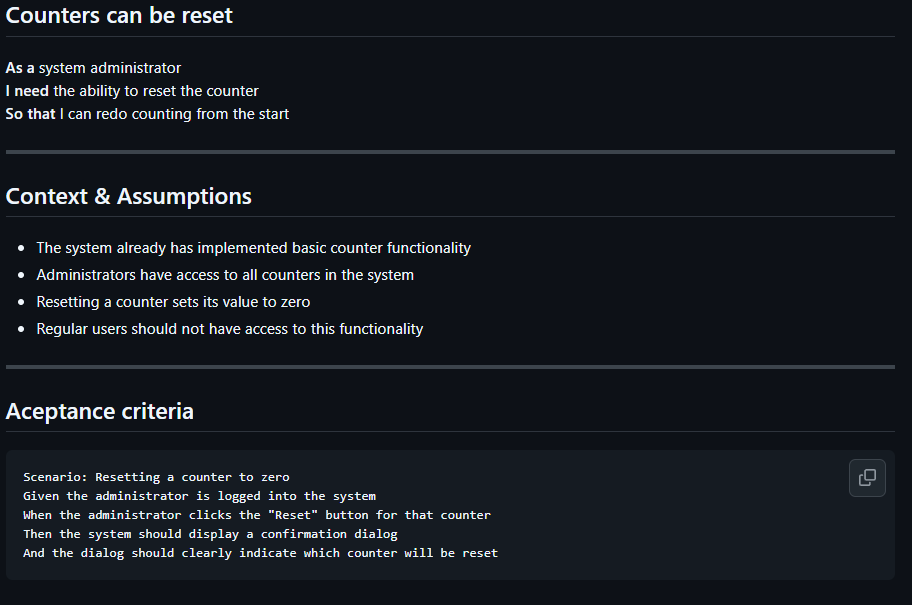 Counters can be reset
As a system administrator
I need the ability to reset the counter
So that I can redo counting from the start
Context & Assumptions
The system already has implemented basic counter functionality
Administrators have access to all counters in the system
Resetting a counter sets its value to zero
Regular users should not have access to this functionality
Aceptance criteria
Scenario: Resetting a counter to zero
Given the administrator is logged into the system
When the administrator clicks the "Reset" button for that counter
Then the system should display a confirmation dialog
And the dialog should clearly indicate which counter will be reset